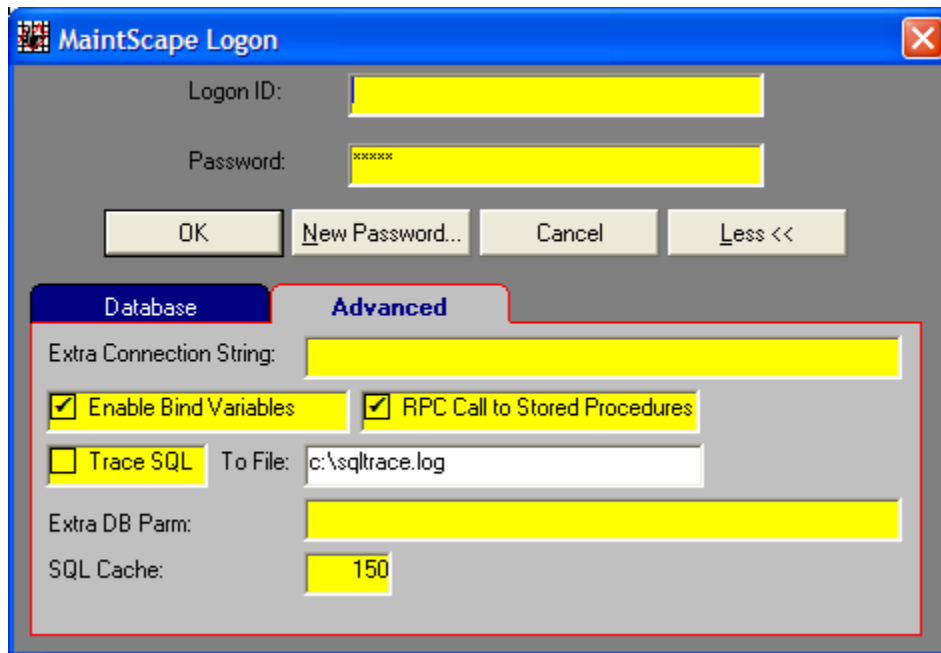 MaintScape Logon
Logon ID:
Password: *****
OK New Password... Cancel Less <<
Database Advanced
Extra Connection String:
Enable Bind Variables RPC Call to Stored Procedures
Trace SQL To File: c:\sqltrace.log
Extra DB Parm:
SQL Cache: 150